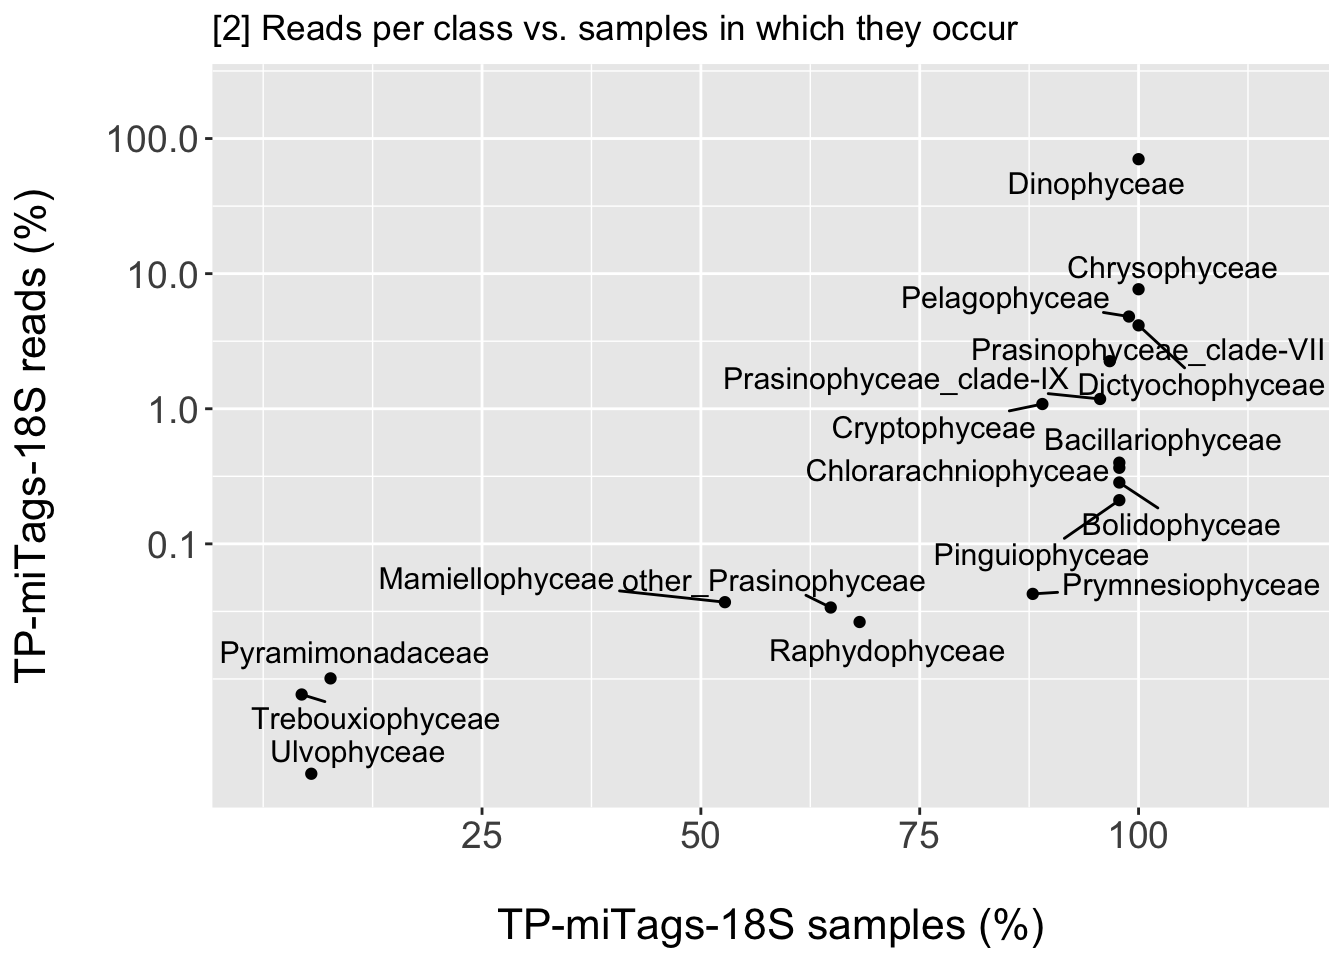 [2] Reads per class vs. samples in which they occur
TP-miTags-18S reads (%)
100.0
10.0
1.0
0.1
Dinophyceae
Chrysophyceae
Pelagophyceae
Prasinophyceae_clade-VII
Prasinophyceae_clade-IX
Dictyochophyceae
Cryptophyceae
Bacillariophyceae
Chlorarachniophyceae
Bolidophyceae
Pinguiophyceae
Mamiellophyceae
other_Prasinophyceae
Prymnesiophyceae
Raphydophyceae
Pyramimonadaceae
Trebouxiophyceae
Ulvophyceae
25 50 75 100
TP-miTags-18S samples (%)